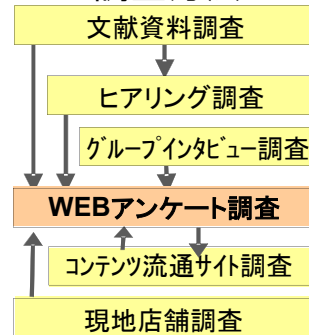 文献資料調査
ヒアリング調査
グループインタビュー調査
WEBアンケート調査
コンテンツ流通サイト調査
現地店舗調査